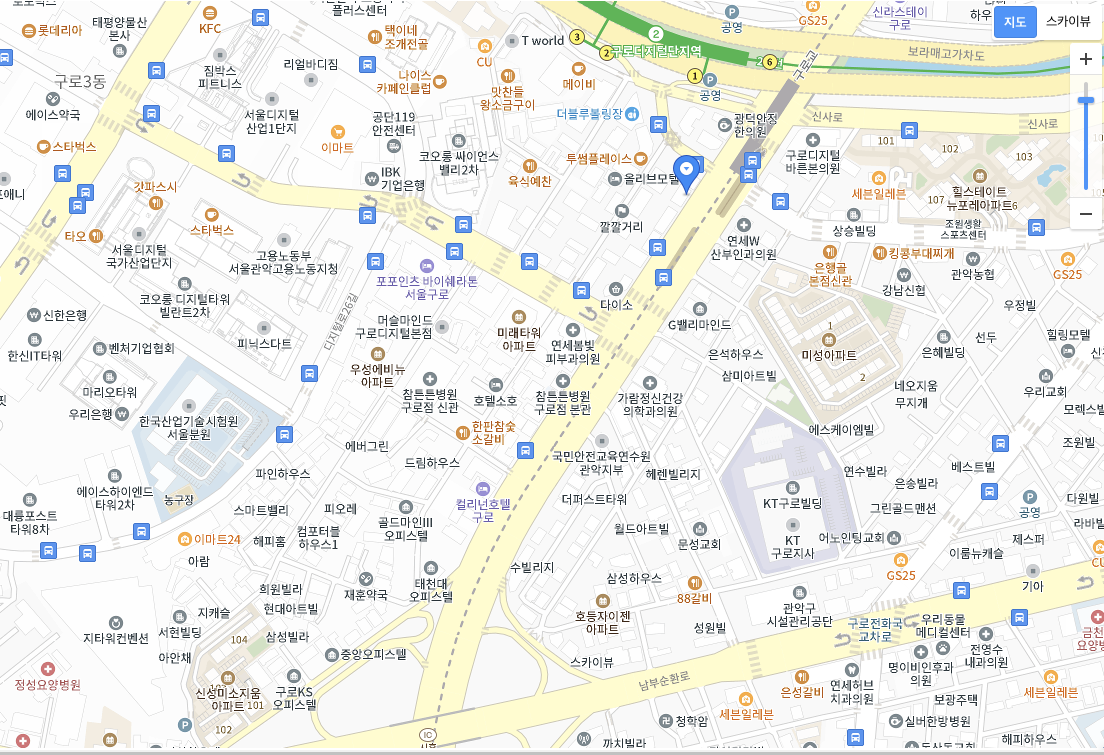 플러스센터
KFC
롯데리아
태평양물산
본사
택이네
조개전골
T world
3
2
2
구로디지털단지역
1
6
공영
GS25
신라스테이
구로
지도
스카이뷰
보라매고가차도
구로3동
짐박스
피트니스
리얼바디짐
CU
나이스
카페인클럽
맛찬들
왕소금구이
메이비
공영
구로교
에이스약국
서울디지털
산업1단지
공단119
안전센터
더블루볼링장
광덕안정
한의원
신사로
신사로
스타벅스
이마트
코오롱 싸이언스
밸리2차
투썸플레이스
구로디지털
바른본의원
101
102
103
IBK
기업은행
육식예찬
올리브모텔
세븐일레븐
힐스테이트
뉴포레아파트
107
106
갓파스시
스타벅스
깔깔거리
상승빌딩
조원생활
스포츠센터
타오
서울디지털
국가산업단지
고용노동부
서울관악고용노동지청
연세W
산부인과의원
킹콩부대찌개
포포인츠 바이쉐라톤
서울구로
은행골
본점신관
관악농협
GS25
강남신협
코오롱 디지털타워
빌란트2차
다이소
우정빌
신한은행
디지털로26길
머슬마인드
구로디지털본점
미래타워
아파트
G밸리마인드
피닉스다트
연세봄빛
피부과의원
1
미성아파트
2
선두
힐링모텔
한신IT타워
벤처기업협회
은석하우스
은혜빌딩
우성에비뉴
아파트
삼미아트빌
마리오타워
참튼튼병원
구로점 신관
호텔소호
참튼튼병원
구로점 본관
가람정신건강
의학과의원
네오지움
무지개
우리교회
우리은행
한국산업기술시험원
서울분원
모렉스빌
한판참숯
소갈비
에스케이엠빌
에버그린
조원빌
드림하우스
국민안전교육연수원
관악지부
파인하우스
헤렌빌리지
연수빌라
베스트빌
에이스하이엔드
타워2차
농구장
은송빌라
대륭포스트
타워8차
스마트밸리
피오레
컬리넌호텔
구로
더퍼스트타워
KT구로빌딩
그린골드맨션
공영
다원빌
골드마인III
오피스텔
월드아트빌
라바빌
이마트24
해피홈
컴포터블
하우스1
문성교회
KT
구로지사
어노인팅교회
제스퍼
이룸뉴캐슬
아람
수빌리지
GS25
기아
CU
희원빌라
재훈약국
태천대
오피스텔
삼성하우스
88갈비
지캐슬
현대아트빌
호등자이젠
아파트
관악구
시설관리공단
지타워컨벤션
서현빌딩
삼성빌라
성원빌
구로전화국
교차로
우리동물
메디컬센터
104
아안채
중앙오피스텔
스카이뷰
전영수
내과의원
정성요양병원
신성미소지움
아파트
101
구로KS
오피스텔
남부순환로
은성갈비
연세허브
치과의원
명이비인후과
의원
세븐일레븐
세븐일레븐
보광주택
102
청학암
실버한방병원
IC
까치빌라
해피하우스